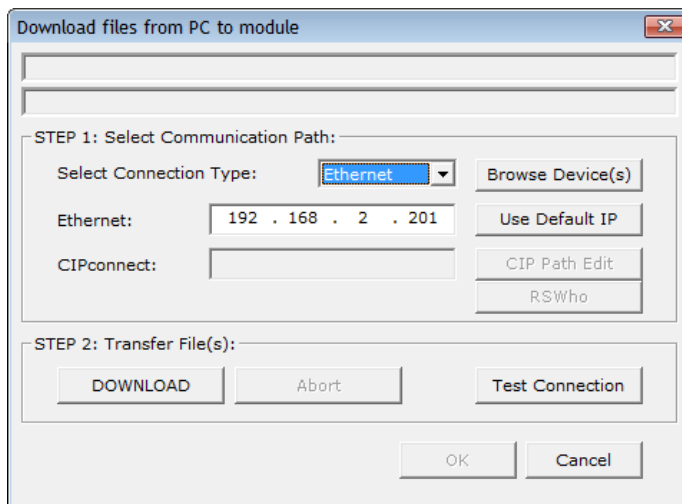 Download files from PC to module
STEP 1: Select Communication Path:
Select Connection Type: Ethernet Browse Device(s)
Ethernet: 192 . 168 . 2 . 201 Use Default IP
CIPconnect: CIP Path Edit
RSWho
STEP 2: Transfer File(s):
DOWNLOAD Abort Test Connection
OK Cancel